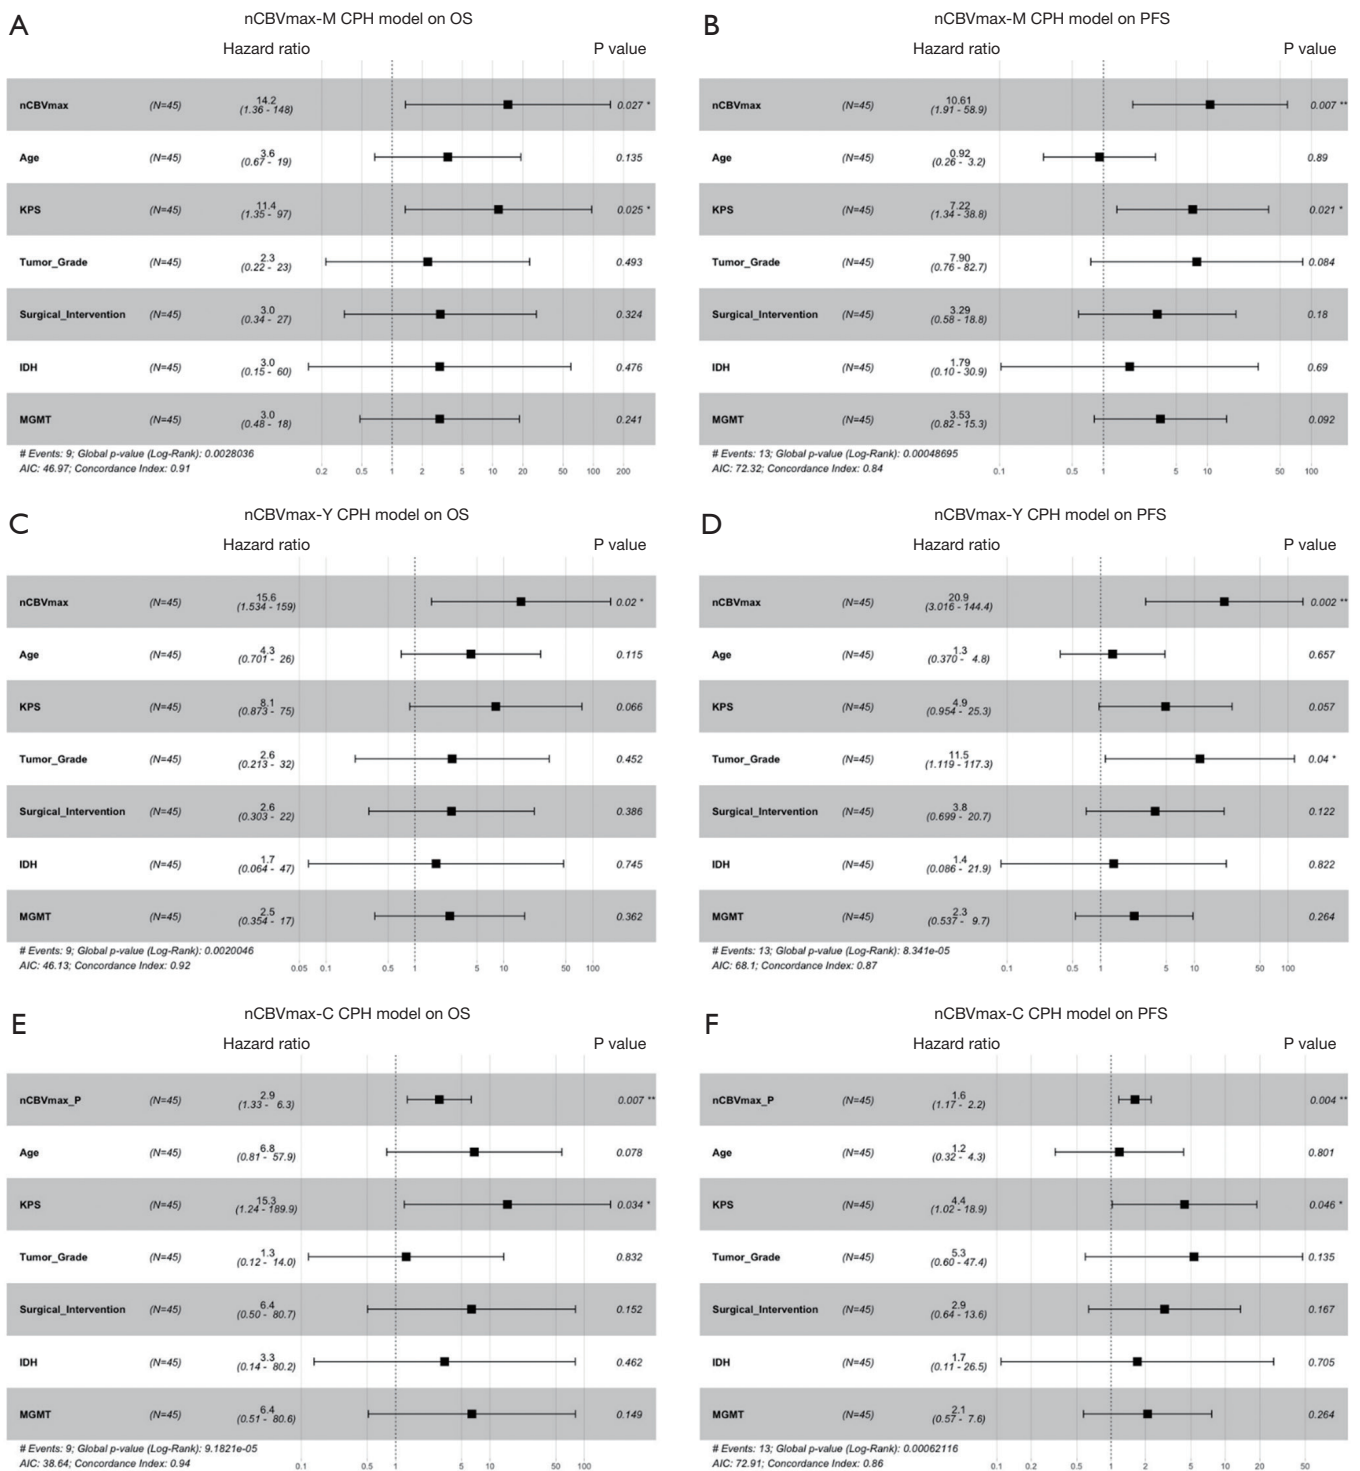 A
nCBVmax-M CPH model on OS
Hazard ratio P value
nCBVmax (N=45) 14.2 (1.36 - 148) 0.027 *
Age (N=45) 3.6 (0.67 - 19) 0.135
KPS (N=45) 11.4 (1.35 - 97) 0.025 *
Tumor_Grade (N=45) 2.3 (0.22 - 23) 0.493
Surgical_Intervention (N=45) 3.0 (0.34 - 27) 0.324
IDH (N=45) 3.0 (0.15 - 60) 0.476
MGMT (N=45) 3.0 (0.48 - 18) 0.241
# Events: 9; Global p-value (Log-Rank): 0.0028036
AIC: 46.97; Concordance Index: 0.91
0.2 0.5 1 2 5 10 20 50 100 200
B
nCBVmax-M CPH model on PFS
Hazard ratio P value
nCBVmax (N=45) 10.61 (1.91 - 58.9) 0.007 **
Age (N=45) 0.92 (0.26 - 3.2) 0.89
KPS (N=45) 7.22 (1.34 - 38.8) 0.021 *
Tumor_Grade (N=45) 7.90 (0.76 - 82.7) 0.084
Surgical_Intervention (N=45) 3.29 (0.58 - 18.8) 0.18
IDH (N=45) 1.79 (0.10 - 30.9) 0.69
MGMT (N=45) 3.53 (0.82 - 15.3) 0.092
# Events: 13; Global p-value (Log-Rank): 0.00048695
AIC: 72.32; Concordance Index: 0.84
0.1 0.5 1 5 10 50 100
C
nCBVmax-Y CPH model on OS
Hazard ratio P value
nCBVmax (N=45) 15.6 (1.534 - 159) 0.02 *
Age (N=45) 4.3 (0.701 - 26) 0.115
KPS (N=45) 8.1 (0.873 - 75) 0.066
Tumor_Grade (N=45) 2.6 (0.213 - 32) 0.452
Surgical_Intervention (N=45) 2.6 (0.303 - 22) 0.386
IDH (N=45) 1.7 (0.064 - 47) 0.745
MGMT (N=45) 2.5 (0.354 - 17) 0.362
# Events: 9; Global p-value (Log-Rank): 0.0020046
AIC: 46.13; Concordance Index: 0.92
0.05 0.1 0.5 1 5 10 50 100
D
nCBVmax-Y CPH model on PFS
Hazard ratio P value
nCBVmax (N=45) 20.9 (3.016 - 144.4) 0.002 **
Age (N=45) 1.3 (0.370 - 4.8) 0.657
KPS (N=45) 4.9 (0.954 - 25.3) 0.057
Tumor_Grade (N=45) 11.5 (1.119 - 117.3) 0.04 *
Surgical_Intervention (N=45) 3.8 (0.699 - 20.7) 0.122
IDH (N=45) 1.4 (0.086 - 21.9) 0.822
MGMT (N=45) 2.3 (0.537 - 9.7) 0.264
# Events: 13; Global p-value (Log-Rank): 8.341e-05
AIC: 68.1; Concordance Index: 0.87
0.1 0.5 1 5 10 50 100
E
nCBVmax-C CPH model on OS
Hazard ratio P value
nCBVmax_P (N=45) 2.9 (1.33 - 6.3) 0.007 **
Age (N=45) 6.8 (0.81 - 57.9) 0.078
KPS (N=45) 15.3 (1.24 - 189.9) 0.034 *
Tumor_Grade (N=45) 1.3 (0.12 - 14.0) 0.832
Surgical_Intervention (N=45) 6.4 (0.50 - 80.7) 0.152
IDH (N=45) 3.3 (0.14 - 80.2) 0.462
MGMT (N=45) 6.4 (0.51 - 80.6) 0.149
# Events: 9; Global p-value (Log-Rank): 9.1821e-05
AIC: 38.64; Concordance Index: 0.94
0.1 0.5 1 5 10 50 100
F
nCBVmax-C CPH model on PFS
Hazard ratio P value
nCBVmax_P (N=45) 1.6 (1.17 - 2.2) 0.004 **
Age (N=45) 1.2 (0.32 - 4.3) 0.801
KPS (N=45) 4.4 (1.02 - 18.9) 0.046 *
Tumor_Grade (N=45) 5.3 (0.60 - 47.4) 0.135
Surgical_Intervention (N=45) 2.9 (0.64 - 13.6) 0.167
IDH (N=45) 1.7 (0.11 - 26.5) 0.705
MGMT (N=45) 2.1 (0.57 - 7.6) 0.264
# Events: 13; Global p-value (Log-Rank): 0.00062116
AIC: 72.91; Concordance Index: 0.86
0.1 0.2 0.5 1 2 5 10 20 50